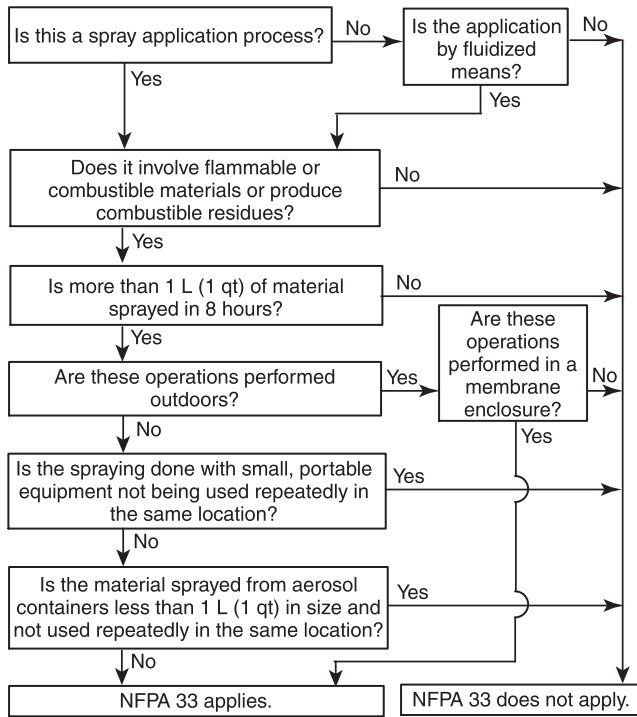 Is this a spray application process?
No
Is the application
by fluidized
means?
No
Yes
Yes
Does it involve flammable or
combustible materials or produce
combustible residues?
No
Yes
Is more than 1 L (1 qt) of material
sprayed in 8 hours?
No
Yes
Are these operations performed
outdoors?
Yes
Are these
operations
performed in a
membrane
enclosure?
No
Yes
No
Is the spraying done with small, portable
equipment not being used repeatedly in
the same location?
Yes
No
Is the material sprayed from aerosol
containers less than 1 L (1 qt) in size and
not used repeatedly in the same location?
Yes
No
NFPA 33 applies.
NFPA 33 does not apply.